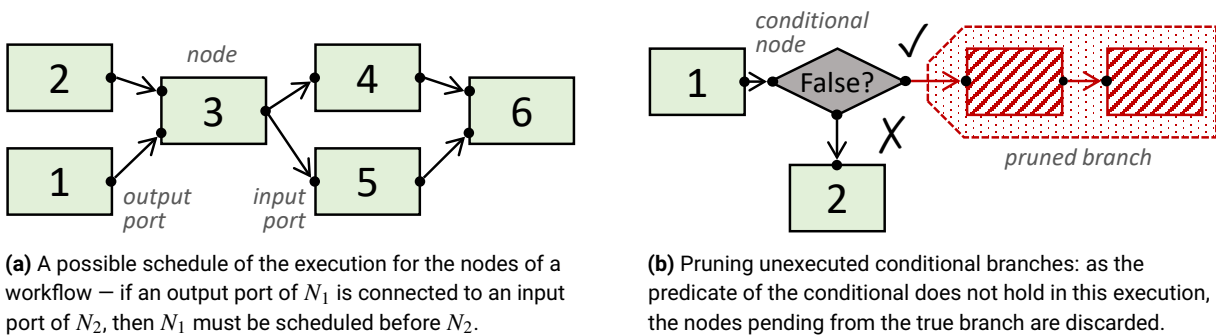 2
node
3
4
6
1
output
port
input
port
5
(a) A possible schedule of the execution for the nodes of a
workflow – if an output port of N₁ is connected to an input
port of N₂, then N₁ must be scheduled before N₂.
conditional
node
1
False?
✓
✗
pruned branch
2
(b) Pruning unexecuted conditional branches: as the
predicate of the conditional does not hold in this execution,
the nodes pending from the true branch are discarded.